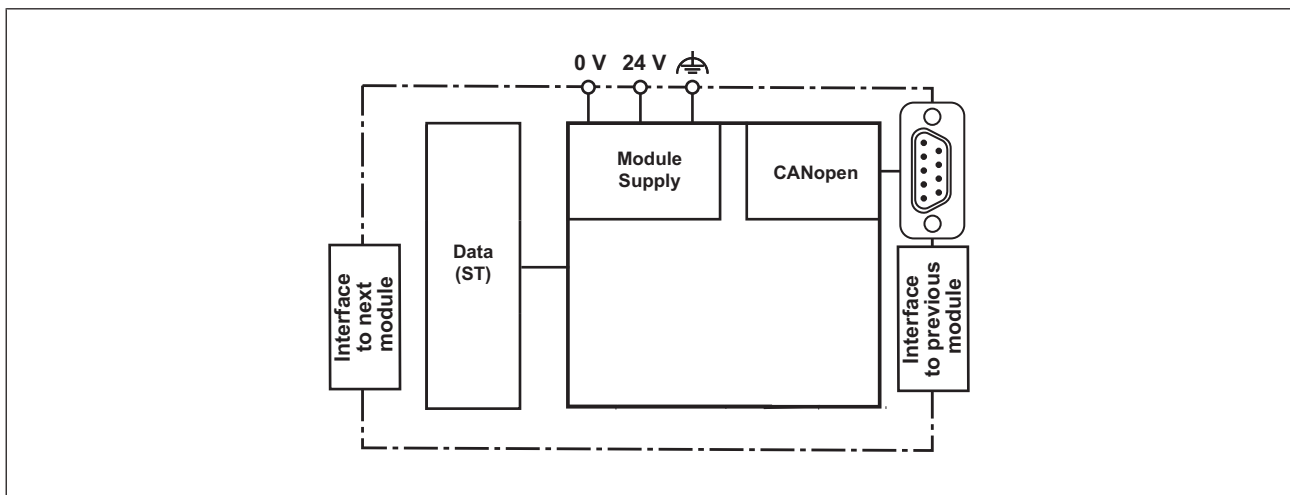 0 V 24 V
Module
Supply
CANopen
Data
(ST)
Interface
to next
module
Interface
to previous
module